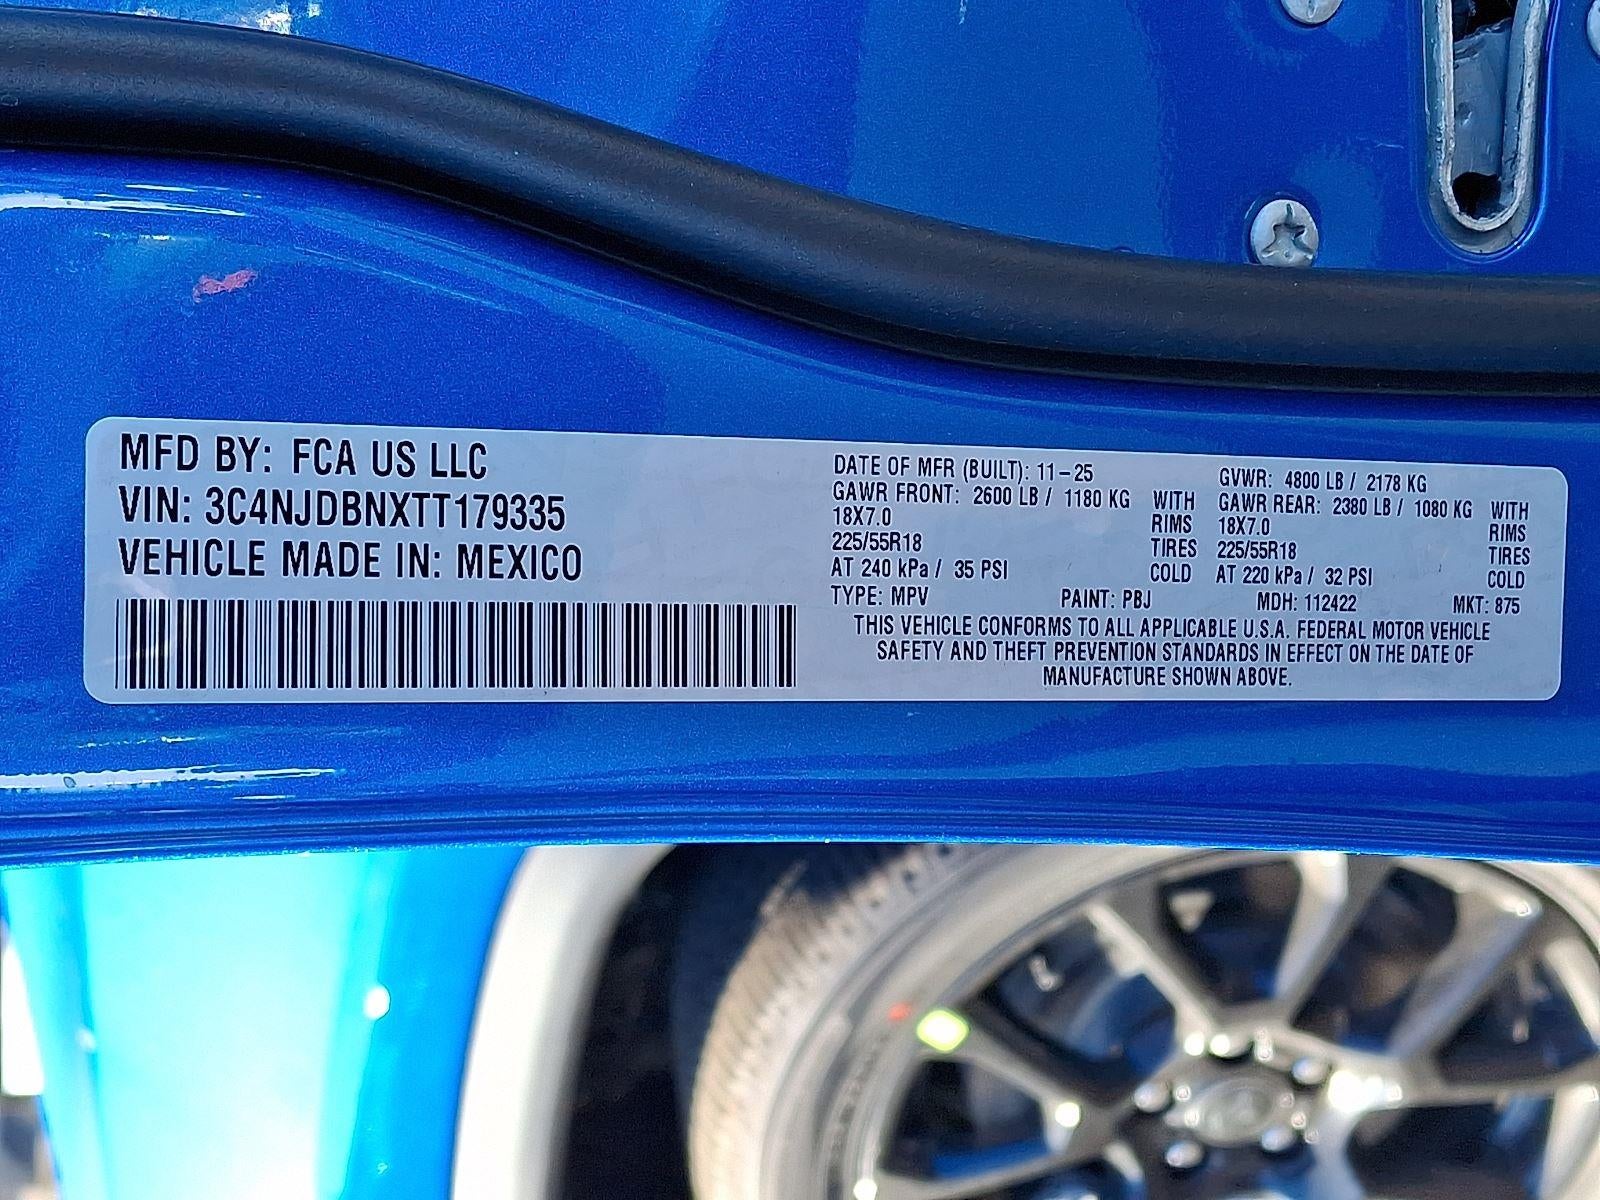 MFD BY: FCA US LLC
VIN: 3C4NJDBNXTT179335
VEHICLE MADE IN: MEXICO
DATE OF MFR (BUILT): 11-25 GVWR: 4800 LB / 2178 KG
GAWR FRONT: 2600 LB / 1180 KG WITH GAWR REAR: 2380 LB / 1080 KG WITH
18X7.0 RIMS 18X7.0 RIMS
225/55R18 TIRES 225/55R18 TIRES
AT 240 kPa / 35 PSI COLD AT 220 kPa / 32 PSI COLD
TYPE: MPV PAINT: PBJ MDH: 112422 MKT: 875
THIS VEHICLE CONFORMS TO ALL APPLICABLE U.S.A. FEDERAL MOTOR VEHICLE
SAFETY AND THEFT PREVENTION STANDARDS IN EFFECT ON THE DATE OF
MANUFACTURE SHOWN ABOVE.